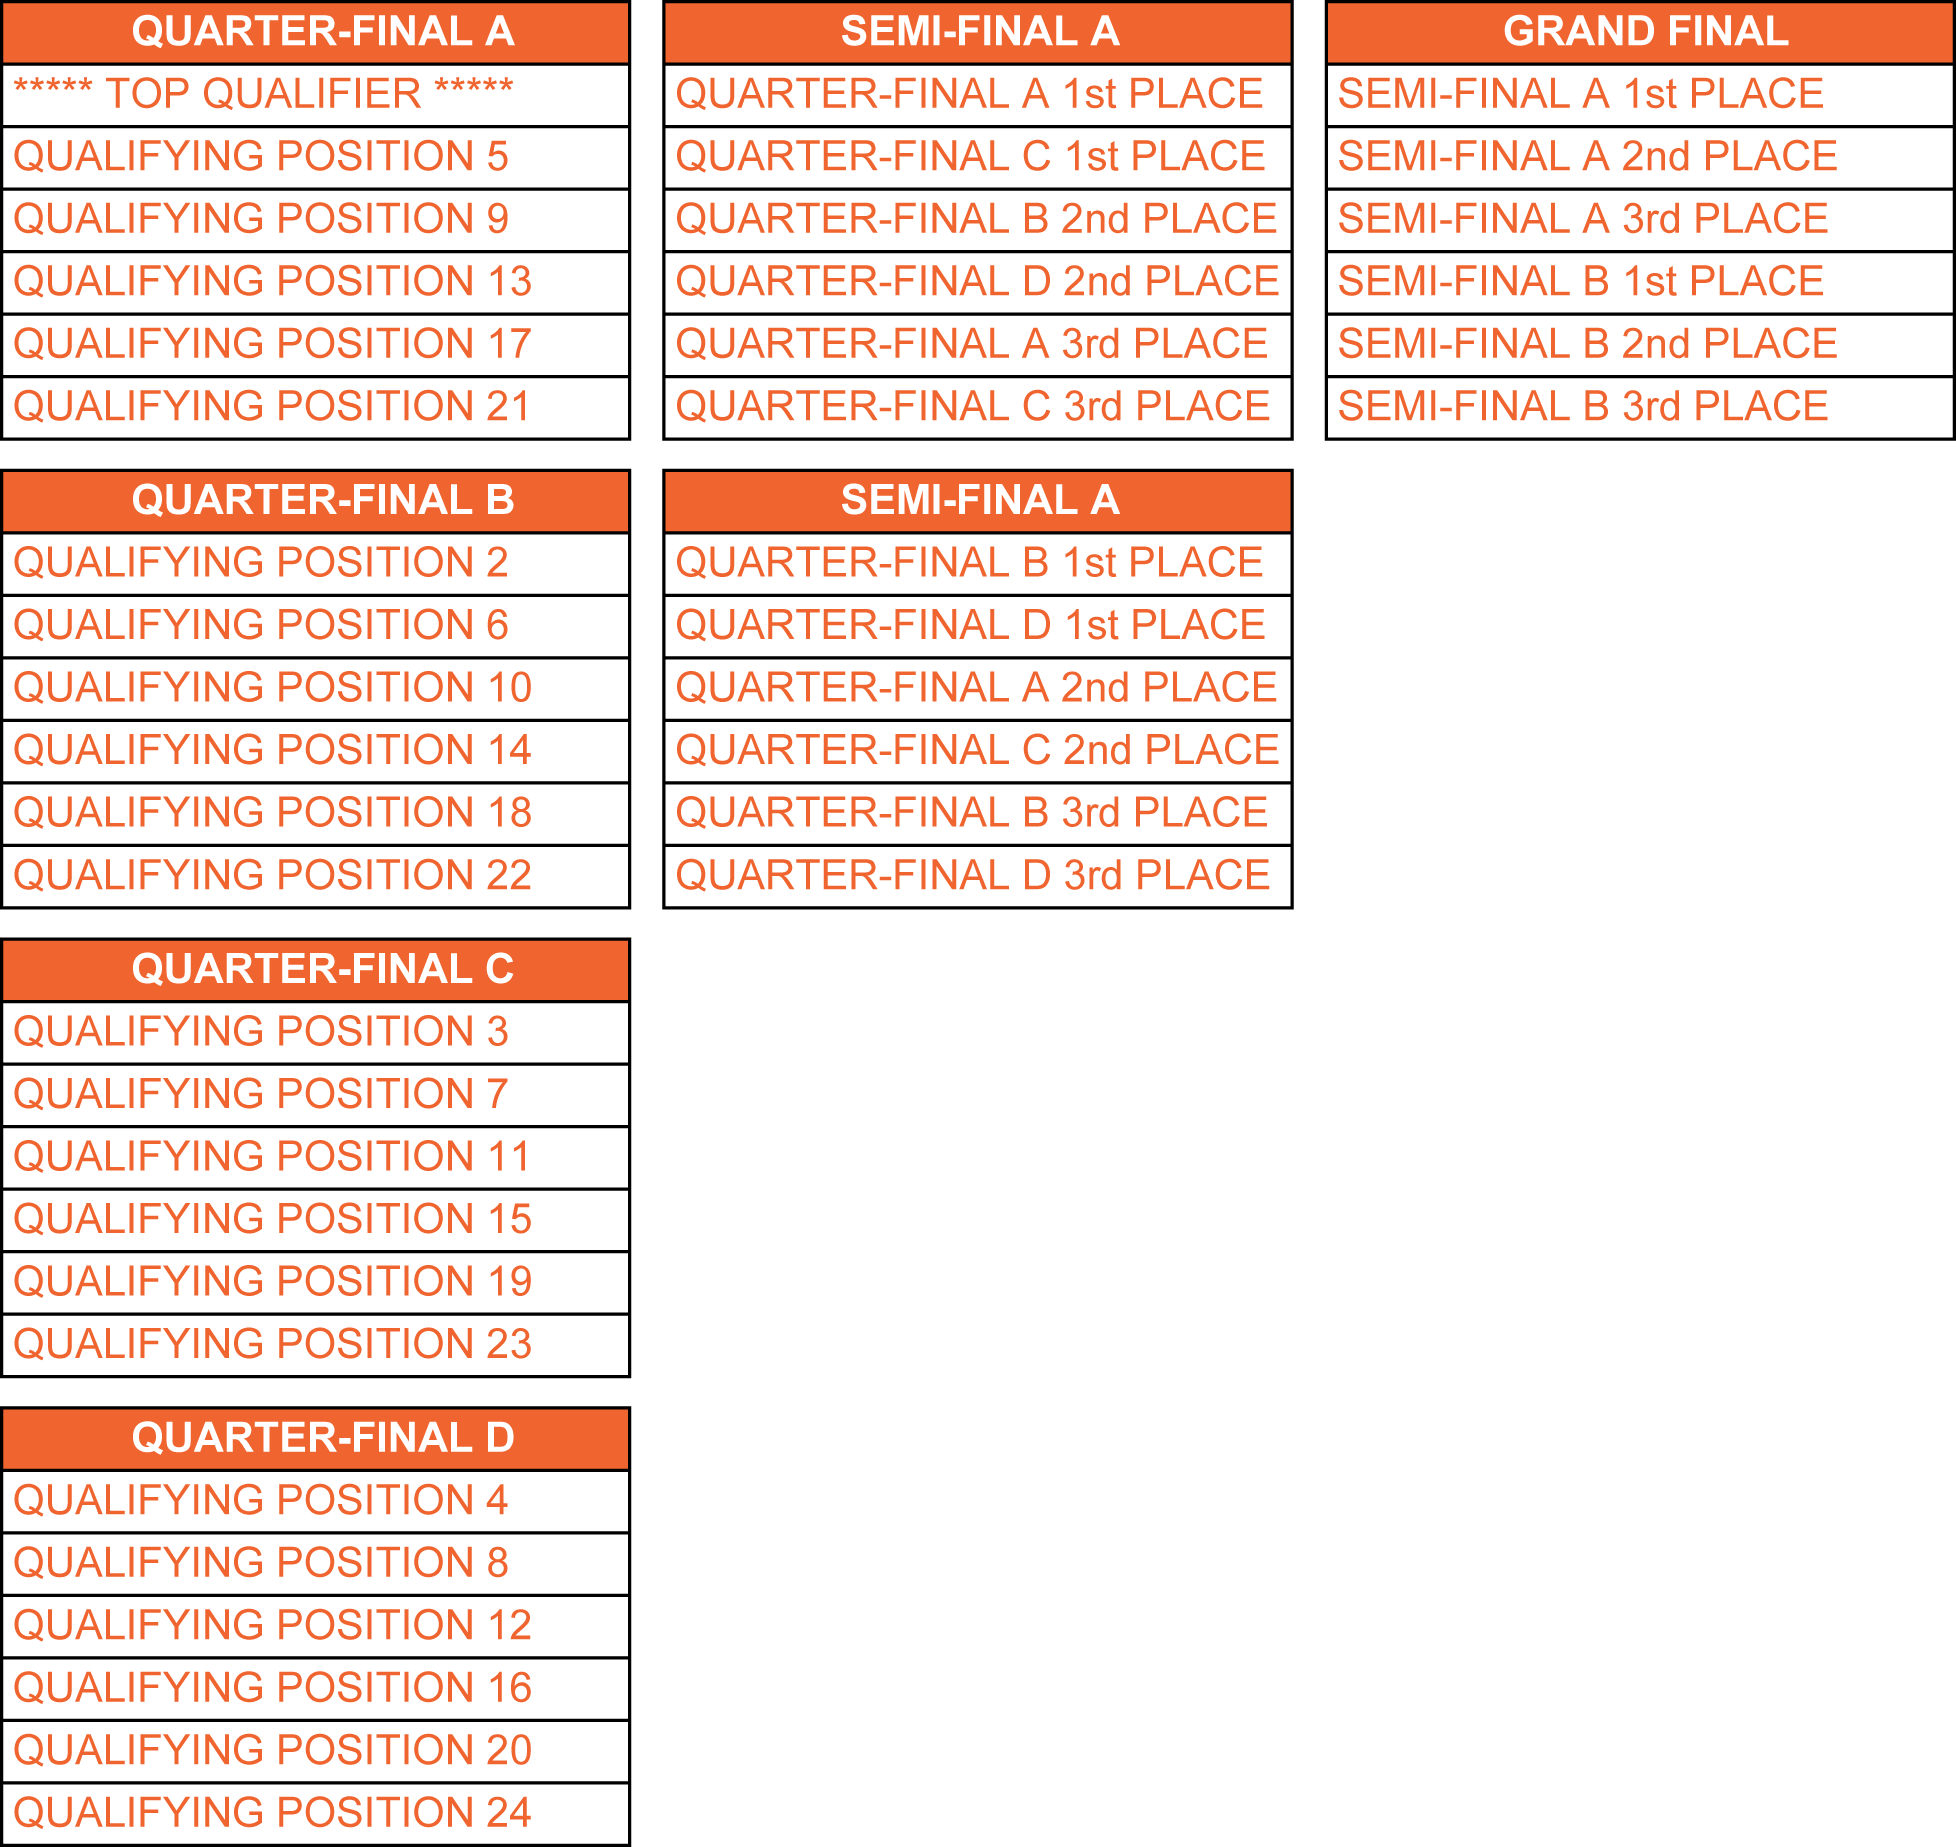 QUARTER-FINAL A
***** TOP QUALIFIER *****
QUALIFYING POSITION 5
QUALIFYING POSITION 9
QUALIFYING POSITION 13
QUALIFYING POSITION 17
QUALIFYING POSITION 21
QUARTER-FINAL B
QUALIFYING POSITION 2
QUALIFYING POSITION 6
QUALIFYING POSITION 10
QUALIFYING POSITION 14
QUALIFYING POSITION 18
QUALIFYING POSITION 22
QUARTER-FINAL C
QUALIFYING POSITION 3
QUALIFYING POSITION 7
QUALIFYING POSITION 11
QUALIFYING POSITION 15
QUALIFYING POSITION 19
QUALIFYING POSITION 23
QUARTER-FINAL D
QUALIFYING POSITION 4
QUALIFYING POSITION 8
QUALIFYING POSITION 12
QUALIFYING POSITION 16
QUALIFYING POSITION 20
QUALIFYING POSITION 24
SEMI-FINAL A
QUARTER-FINAL A 1st PLACE
QUARTER-FINAL C 1st PLACE
QUARTER-FINAL B 2nd PLACE
QUARTER-FINAL D 2nd PLACE
QUARTER-FINAL A 3rd PLACE
QUARTER-FINAL C 3rd PLACE
SEMI-FINAL A
QUARTER-FINAL B 1st PLACE
QUARTER-FINAL D 1st PLACE
QUARTER-FINAL A 2nd PLACE
QUARTER-FINAL C 2nd PLACE
QUARTER-FINAL B 3rd PLACE
QUARTER-FINAL D 3rd PLACE
GRAND FINAL
SEMI-FINAL A 1st PLACE
SEMI-FINAL A 2nd PLACE
SEMI-FINAL A 3rd PLACE
SEMI-FINAL B 1st PLACE
SEMI-FINAL B 2nd PLACE
SEMI-FINAL B 3rd PLACE